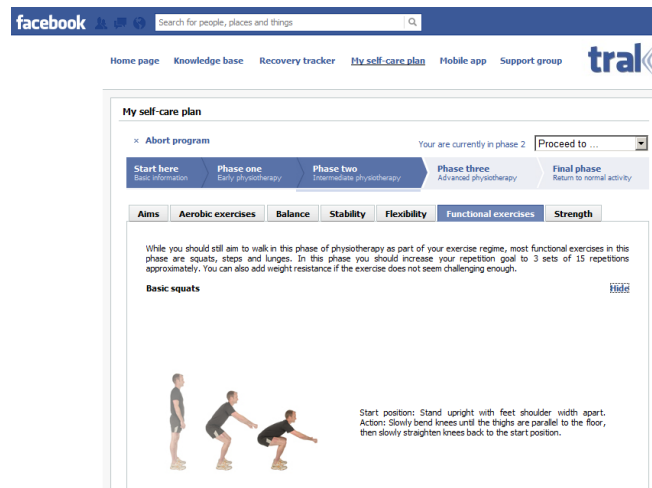 facebook
Search for people, places and things
Home page Knowledge base Recovery tracker My self-care plan Mobile app Support group
trak
My self-care plan
× Abort program
Your are currently in phase 2 Proceed to ...
Start here Phase one Phase two Phase three Final phase
Basic information Early physiotherapy Intermediate physiotherapy Advanced physiotherapy Return to normal activity
Aims Aerobic exercises Balance Stability Flexibility Functional exercises Strength
While you should still aim to walk in this phase of physiotherapy as part of your exercise regime, most functional exercises in this
phase are squats, steps and lunges. In this phase you should increase your repetition goal to 3 sets of 15 repetitions
approximately. You can also add weight resistance if the exercise does not seem challenging enough.
Basic squats Hide
Start position: Stand upright with feet shoulder width apart.
Action: Slowly bend knees until the thighs are parallel to the floor,
then slowly straighten knees back to the start position.